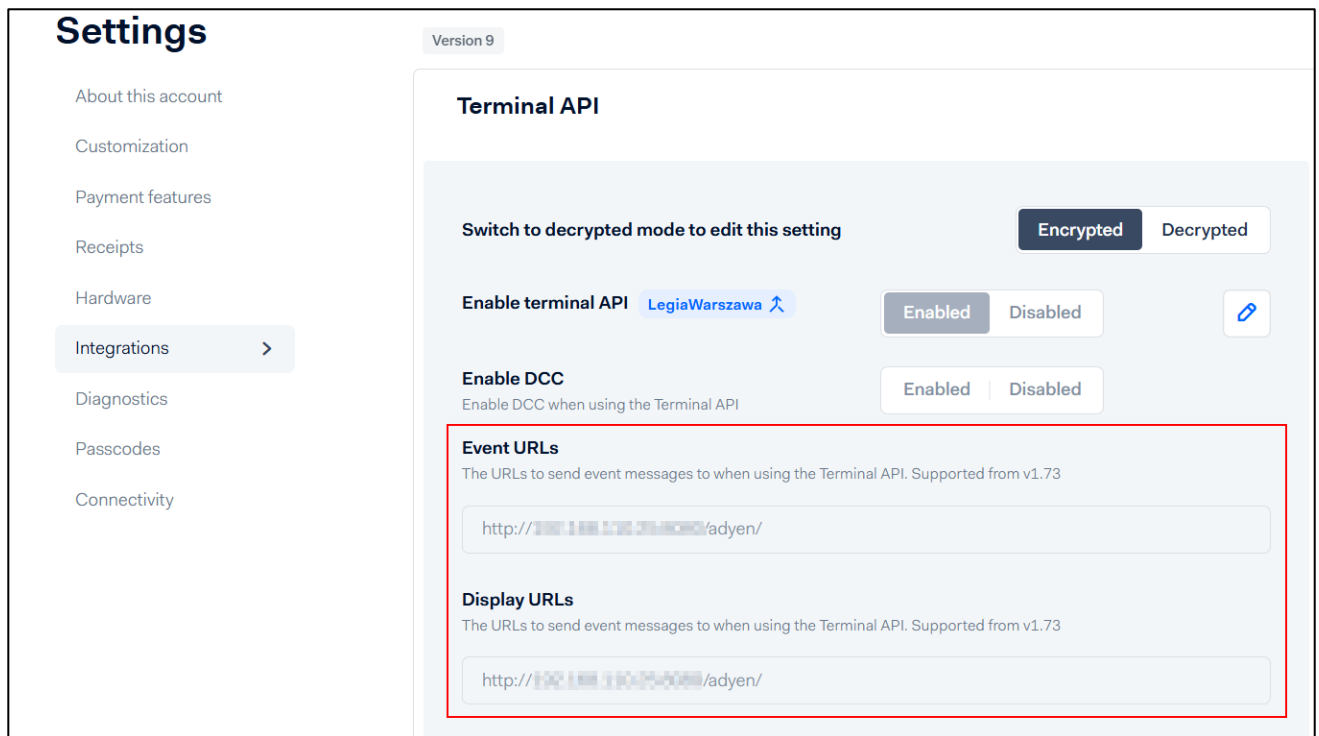 Settings
Version 9
About this account
Customization
Payment features
Receipts
Hardware
Integrations
Diagnostics
Passcodes
Connectivity
Terminal API
Switch to decrypted mode to edit this setting
Encrypted Decrypted
Enable terminal API LegiaWarszawa
Enabled Disabled
Enable DCC
Enable DCC when using the Terminal API
Enabled Disabled
Event URLs
The URLs to send event messages to when using the Terminal API. Supported from v1.73
http:// /adyen/
Display URLs
The URLs to send event messages to when using the Terminal API. Supported from v1.73
http:// /adyen/